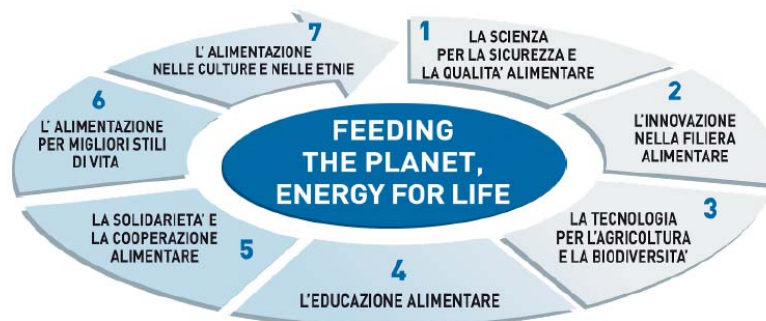 1
LA SCIENZA
PER LA SICUREZZA E
LA QUALITA' ALIMENTARE
2
L'INNOVAZIONE
NELLA FILIERA
ALIMENTARE
3
LA TECNOLOGIA
PER L'AGRICOLTURA
E LA BIODIVERSITA'
4
L'EDUCAZIONE ALIMENTARE
5
LA SOLIDARIETA' E
LA COOPERAZIONE
ALIMENTARE
6
L' ALIMENTAZIONE
PER MIGLIORI STILI
DI VITA
7
L' ALIMENTAZIONE
NELLE CULTURE E NELLE ETNIE
FEEDING
THE PLANET,
ENERGY FOR LIFE